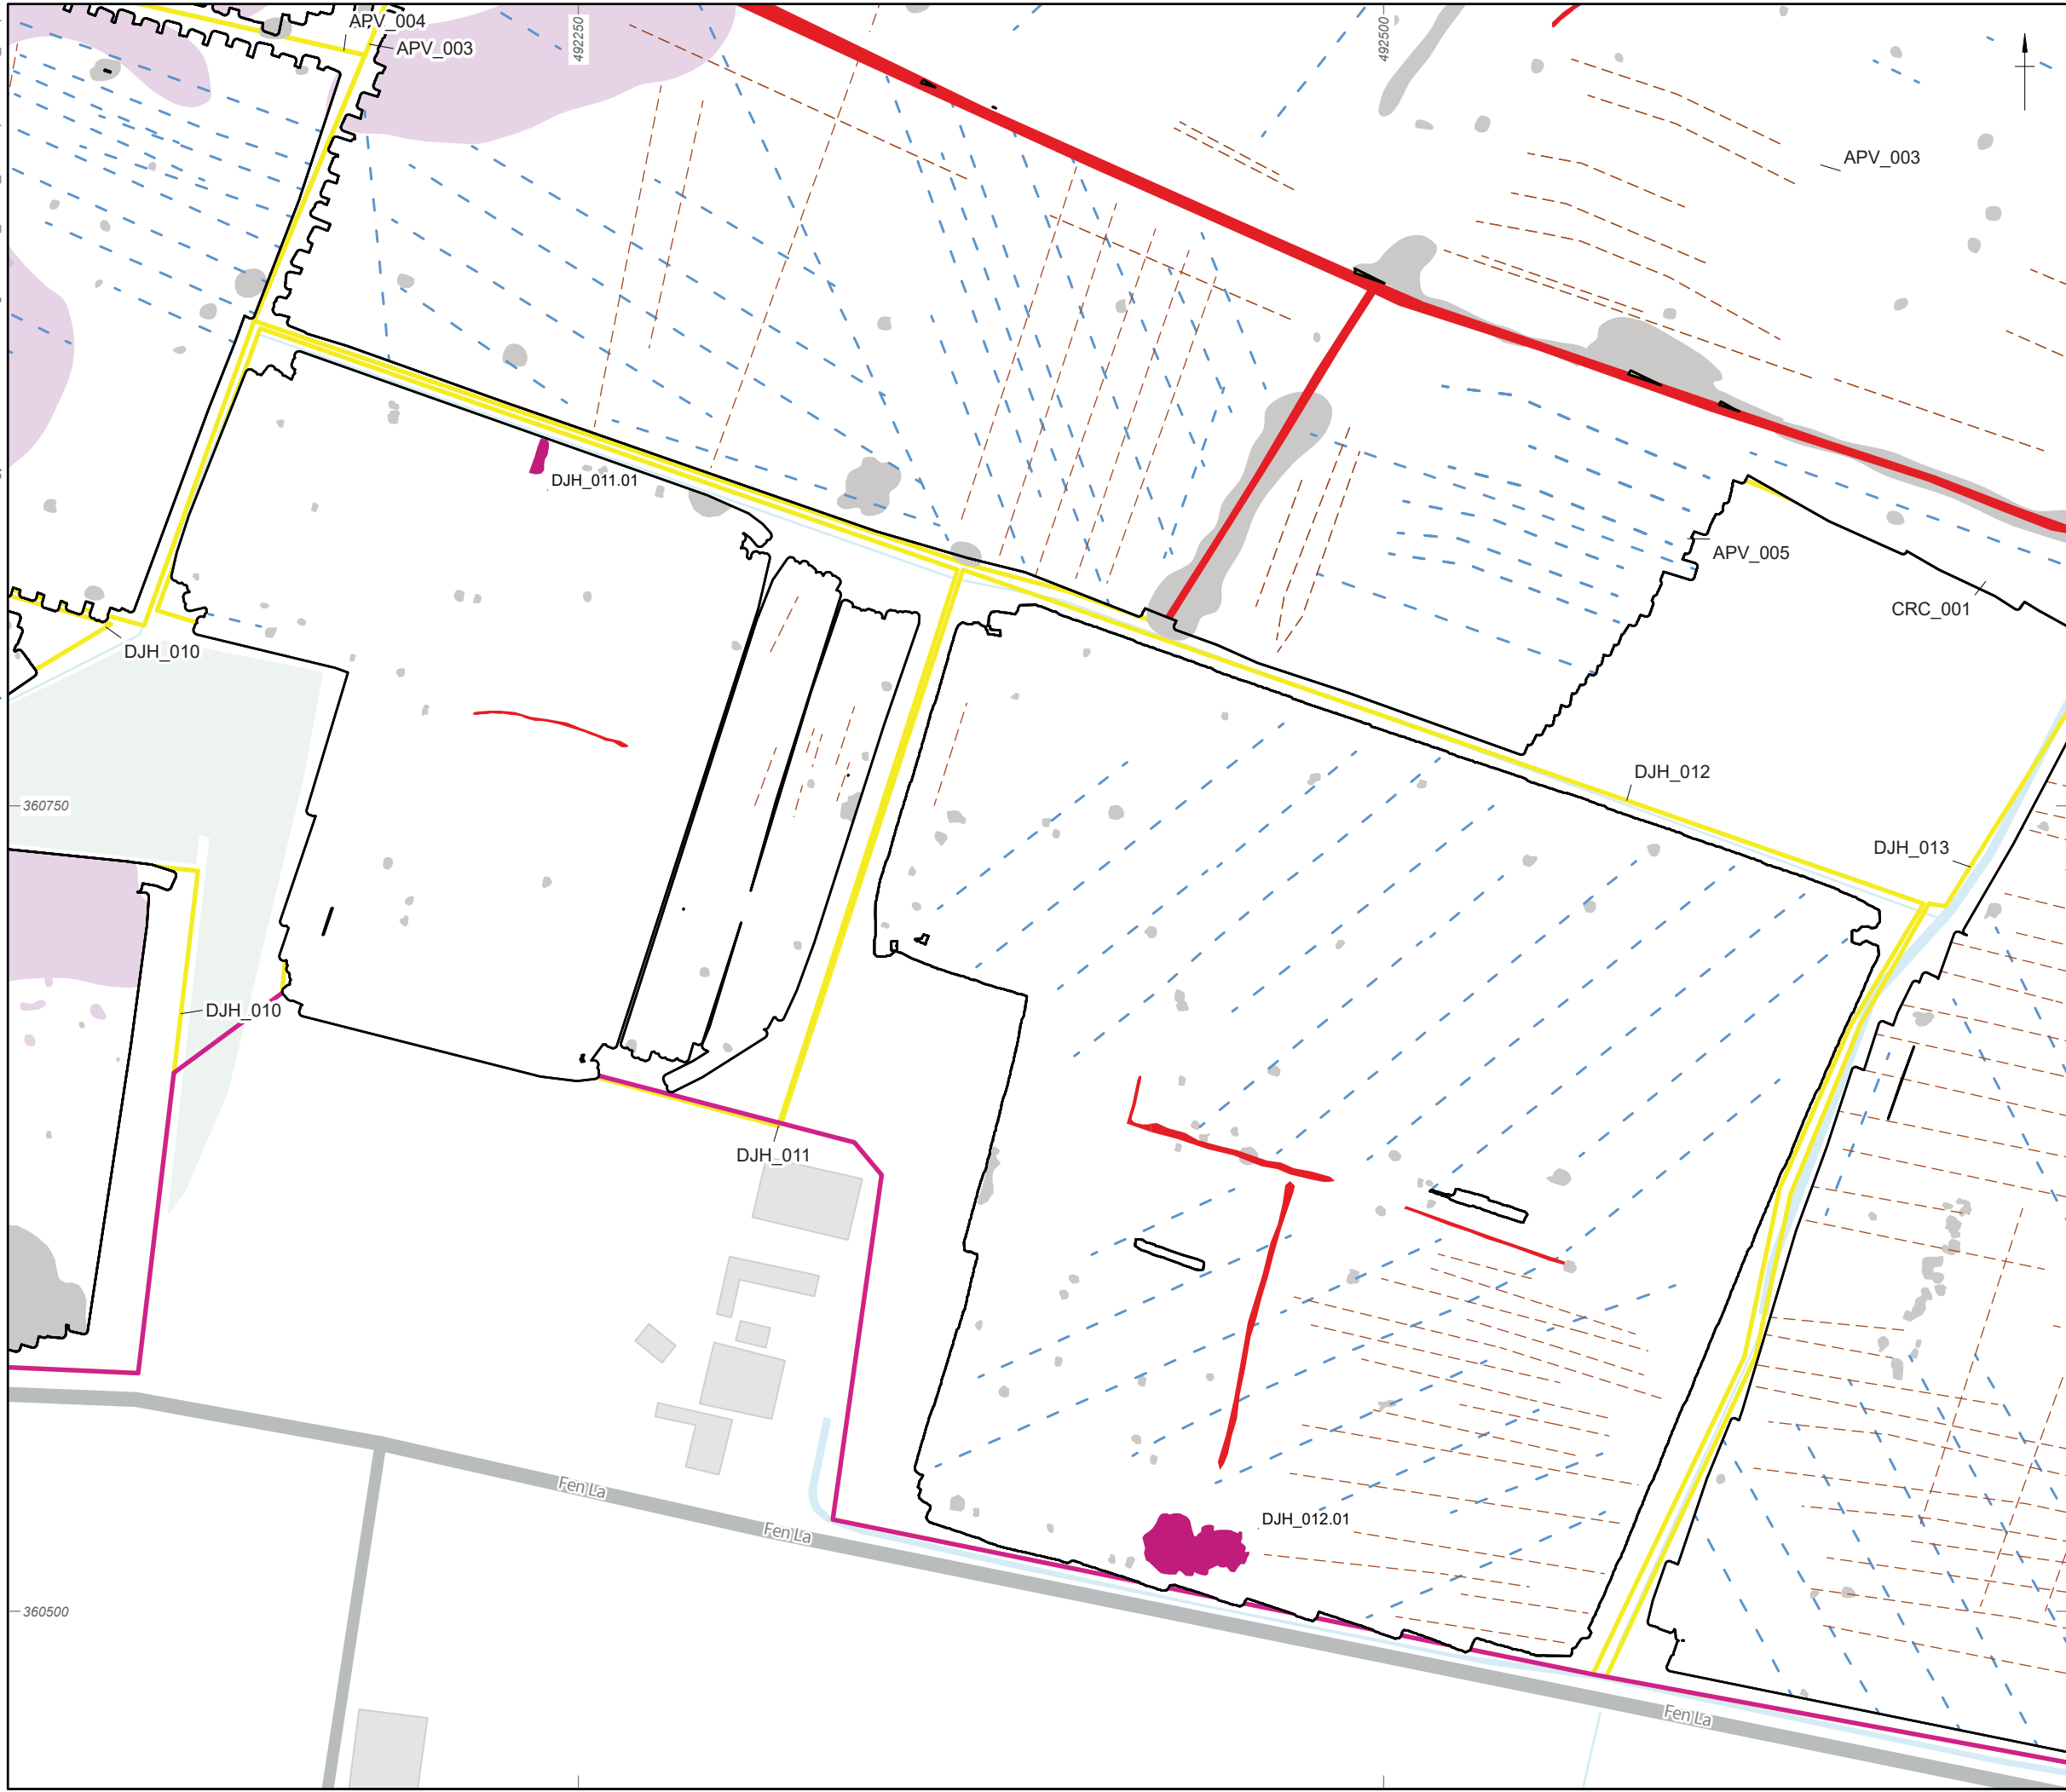 APV_004
492250
492500
APV_003
APV_003
DJH_011.01
APV_005
CRC_001
DJH_010
DJH_012
360750
DJH_013
DJH_010
DJH_011
Fen La
Fen La
DJH_012.01
360500
Fen La